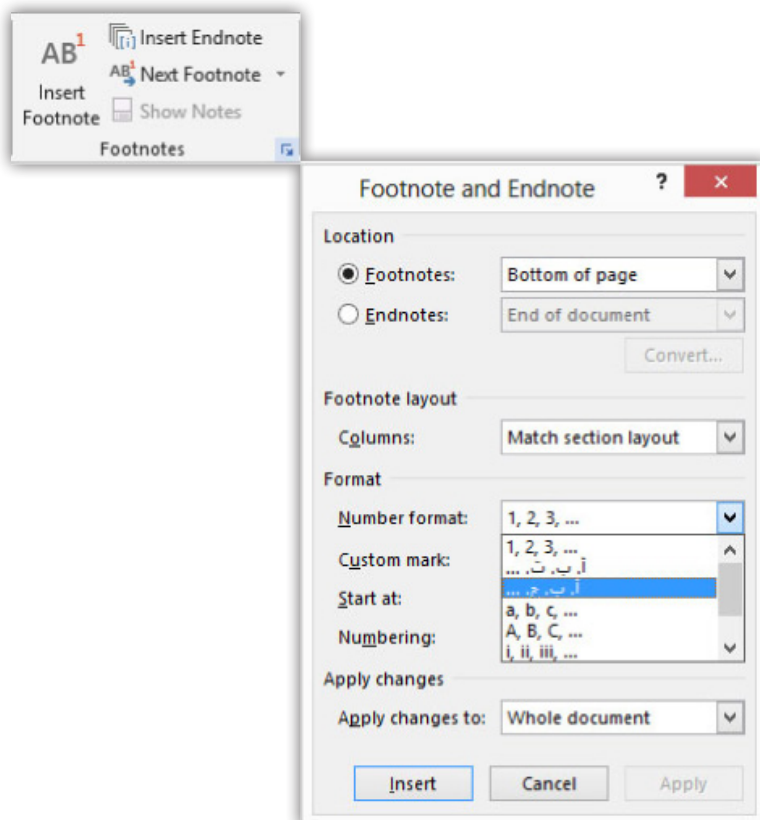 AB1
Insert Footnote
Insert Endnote
AB1 Next Footnote
Show Notes
Footnotes
Footnote and Endnote ?
Location
Footnotes: Bottom of page
Endnotes: End of document
Convert...
Footnote layout
Columns: Match section layout
Format
Number format: 1, 2, 3, ...
1, 2, 3, ...
آ. ب. ت. ...
Custom mark:
آ. ب. ج. ...
Start at:
a, b, c, ...
A, B, C, ...
Numbering:
i, ii, iii, ...
Apply changes
Apply changes to: Whole document
Insert Cancel Apply